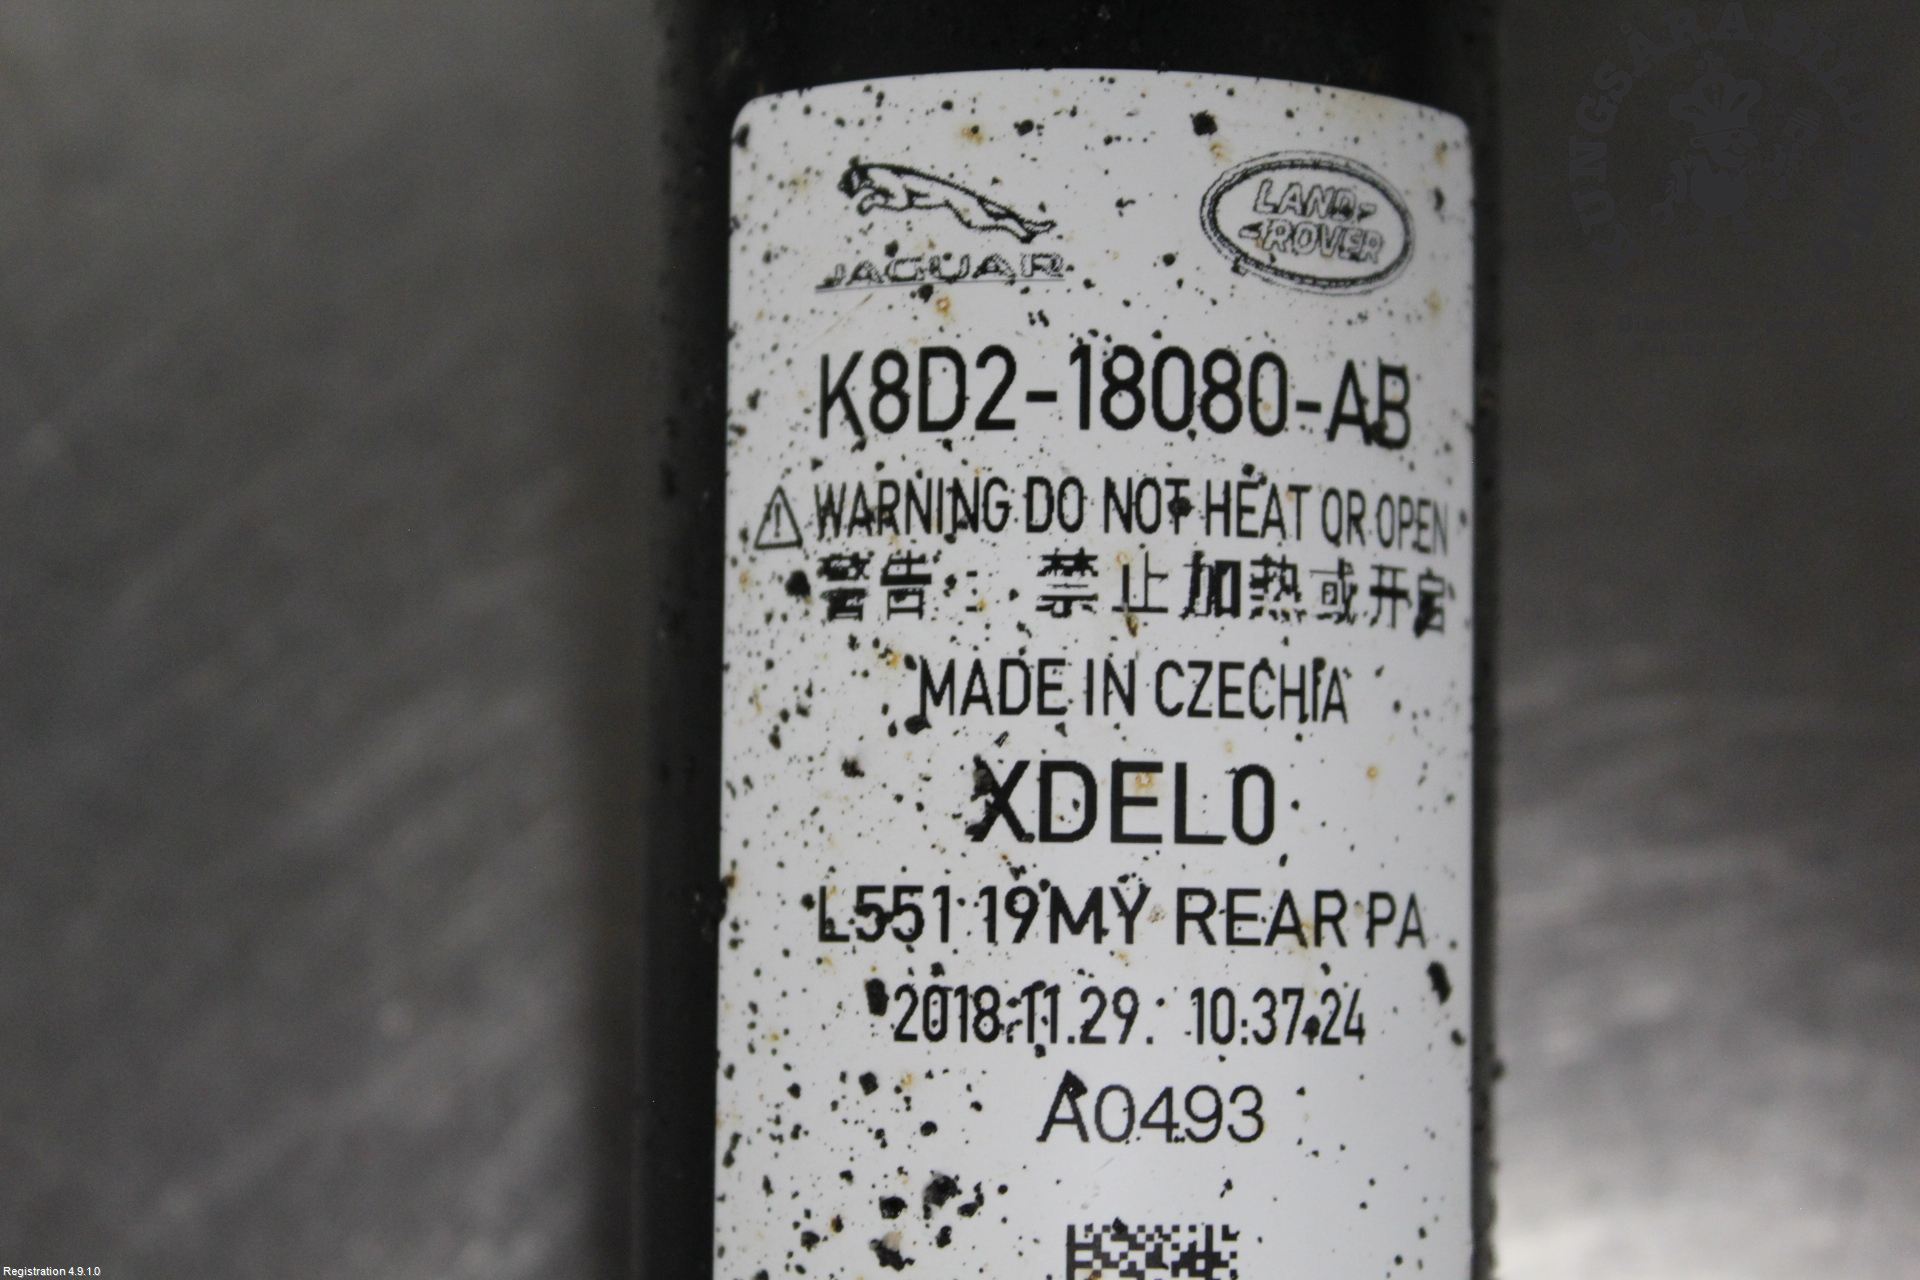 JAGUAR
LAND-
-ROVER
K8D2-18080-AB
WARNING DO NOT HEAT OR OPEN
警告: 禁止加热或开启
MADE IN CZECHIA
XDEL0
L551 19MY REAR PA
2018.11.29. 10:37:24
A0493
Registration 4.9.1.0